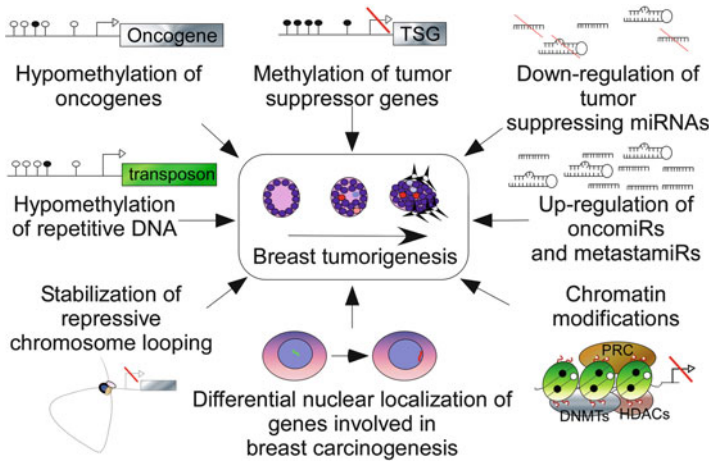 Oncogene
Hypomethylation of
oncogenes
TSG
Methylation of tumor
suppressor genes
Down-regulation of
tumor
suppressing miRNAs
transposon
Hypomethylation
of repetitive DNA
Breast tumorigenesis
Up-regulation of
oncomiRs
and metastamiRs
Stabilization of
repressive
chromosome looping
Differential nuclear localization of
genes involved in
breast carcinogenesis
Chromatin
modifications
PRC
DNMTs
HDACs